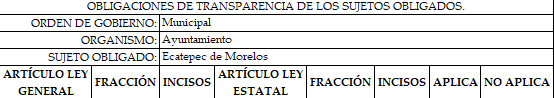 OBLIGACIONES DE TRANSPARENCIA DE LOS SUJETOS OBLIGADOS.
ORDEN DE GOBIERNO: Municipal
ORGANISMO: Ayuntamiento
SUJETO OBLIGADO: Ecatepec de Morelos
ARTÍCULO LEY GENERAL FRACCIÓN INCISOS ARTÍCULO LEY ESTATAL FRACCIÓN INCISOS APLICA NO APLICA